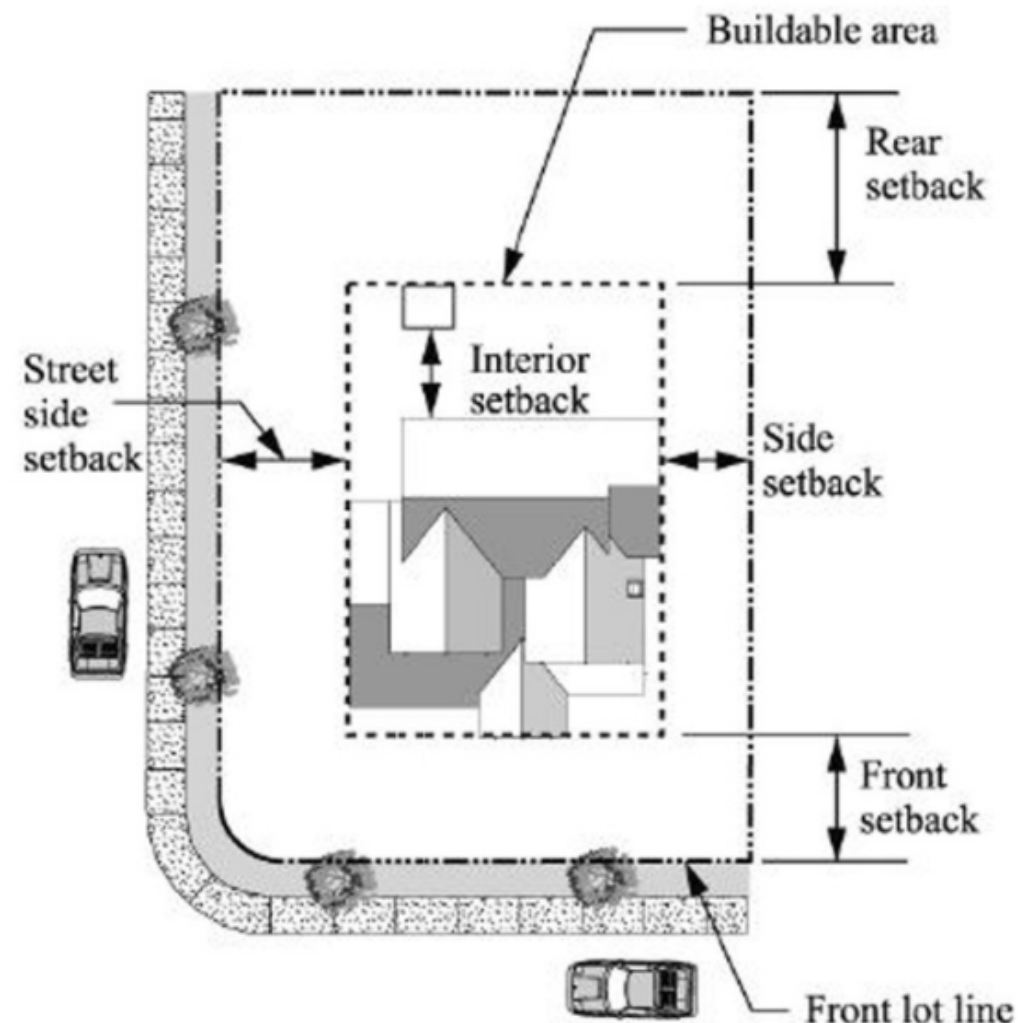 Buildable area
Rear
setback
Interior
setback
Street
side
setback
Side
setback
Front
setback
Front lot line